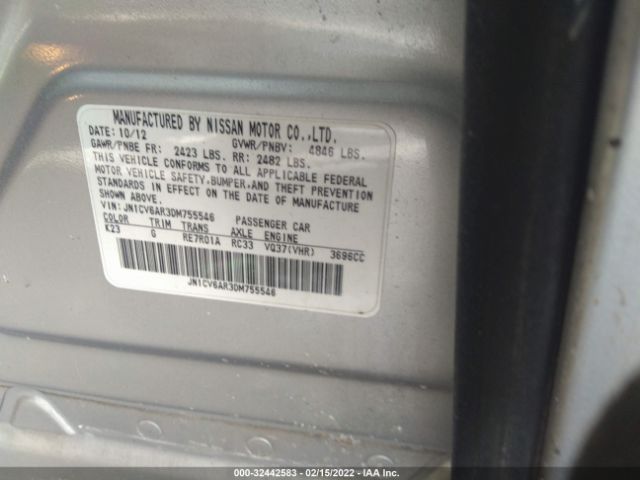 MANUFACTURED BY NISSAN MOTOR CO.,LTD.
DATE: 10/12 GVWR/PNBV: 4846 LBS.
GAWR/PNBE FR: 2423 LBS. RR: 2482 LBS.
THIS VEHICLE CONFORMS TO ALL APPLICABLE FEDERAL
MOTOR VEHICLE SAFETY,BUMPER,AND THEFT PREVENTION
STANDARDS IN EFFECT ON THE DATE OF MANUFACTURE
SHOWN ABOVE.
VIN: JN1CV6AR3DM755546 PASSENGER CAR
COLOR TRIM TRANS AXLE ENGINE
K23 G RE7R01A RC33 VQ37(VHR) 3696CC
JN1CV6AR3DM755546
000-32442583 - 02/15/2022 - IAA Inc.